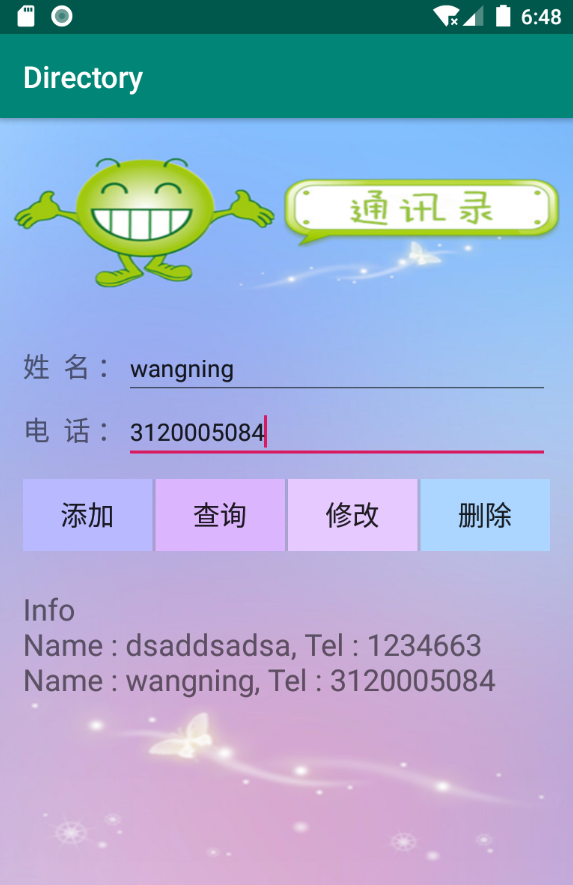 6:48
Directory
通讯录
姓 名：
wangning
电 话：
3120005084
添加
查询
修改
删除
Info
Name : dsaddsadsa, Tel : 1234663
Name : wangning, Tel : 3120005084